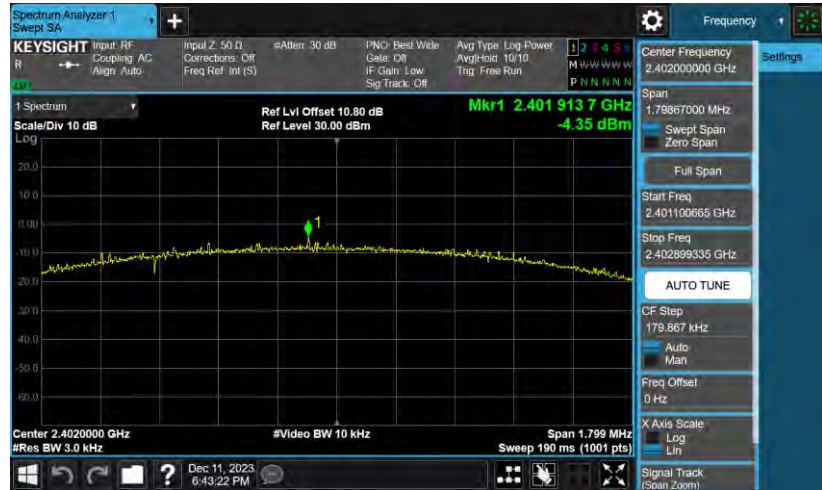 Spectrum Analyzer 1
Swept SA
+
Frequency
KEYSIGHT
R
Input: RF
Coupling: AC
Align: Auto
Input Z: 50 Ω
Corrections: Off
Freq Ref: Int (S)
#Atten: 30 dB
PNO: Best Wide
Gate: Off
IF Gain: Low
Sig Track: Off
Avg Type: Log-Power
Avg|Hold: 10/10
Trig: Free Run
1 2 3 4 5 6
M W W W W W
P N N N N N
1 Spectrum
Scale/Div 10 dB
Log
Ref Lvl Offset 10.80 dB
Ref Level 30.00 dBm
Mkr1 2.401 913 7 GHz
-4.35 dBm
20.0
10.0
0.00
-10.0
-20.0
-30.0
-40.0
-50.0
-60.0
1
Center 2.4020000 GHz
#Res BW 3.0 kHz
#Video BW 10 kHz
Span 1.799 MHz
Sweep 190 ms (1001 pts)
?
Dec 11, 2023
6:43:22 PM
Center Frequency
2.402000000 GHz
Span
1.79867000 MHz
Swept Span
Zero Span
Full Span
Start Freq
2.401100665 GHz
Stop Freq
2.402899335 GHz
AUTO TUNE
CF Step
179.867 kHz
Auto
Man
Freq Offset
0 Hz
X Axis Scale
Log
Lin
Signal Track
(Span Zoom)
Settings